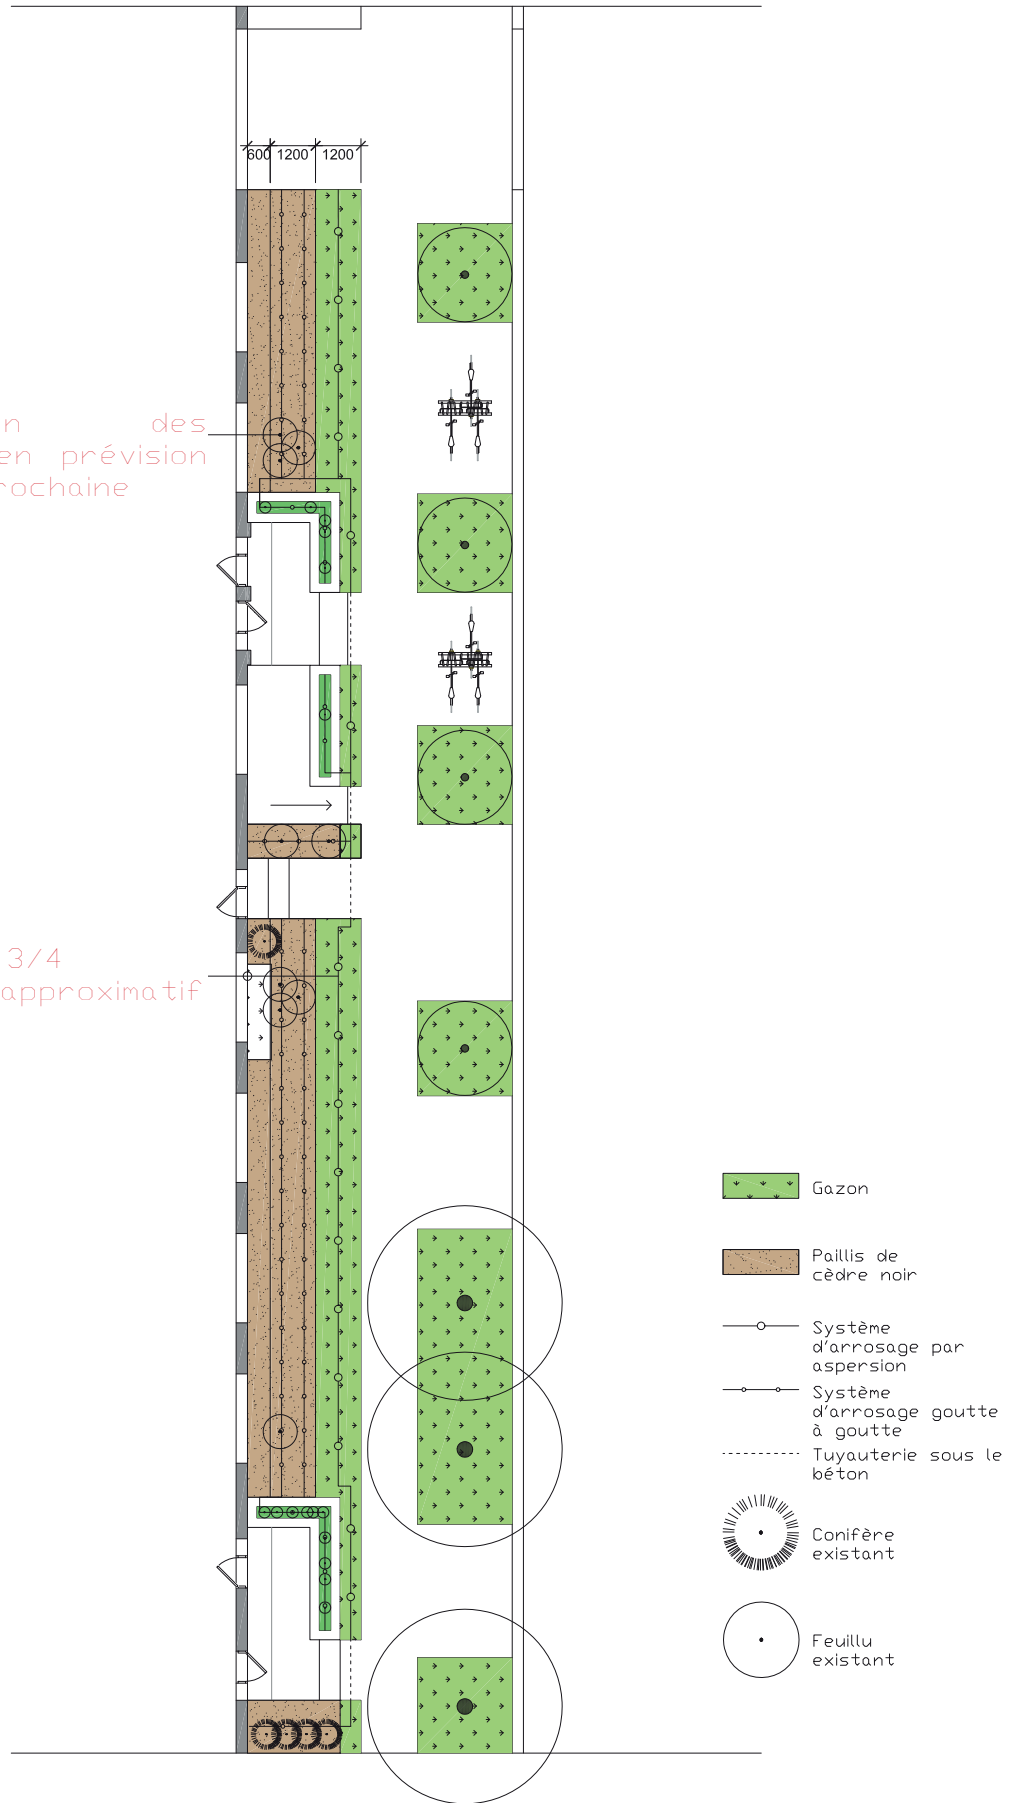 600 1200 1200
n des
en prévision
rochaine
3/4
approximatif
Gazon
Paillis de
cèdre noir
Système
d'arrosage par
aspersion
Système
d'arrosage goutte
à goutte
Tuyauterie sous le
béton
Conifère
existant
Feuillu
existant